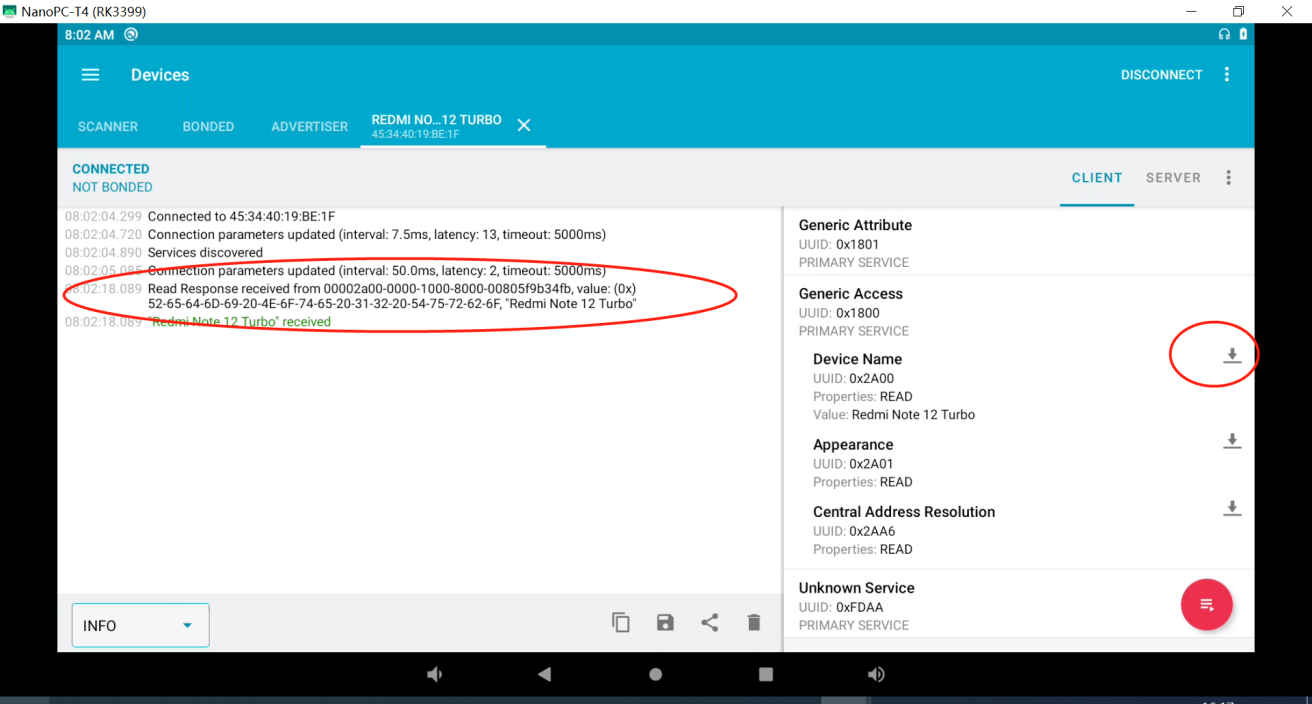 NanoPC-T4 (RK3399)
8:02 AM
Devices
DISCONNECT
SCANNER
BONDED
ADVERTISER
REDMI NO...12 TURBO
45:34:40:19:BE:1F
CONNECTED
NOT BONDED
CLIENT
SERVER
08:02:04.299 Connected to 45:34:40:19:BE:1F
08:02:04.720 Connection parameters updated (interval: 7.5ms, latency: 13, timeout: 5000ms)
08:02:04.890 Services discovered
08:02:05.085 Connection parameters updated (interval: 50.0ms, latency: 2, timeout: 5000ms)
08:02:18.089 Read Response received from 00002a00-0000-1000-8000-00805f9b34fb, value: (0x)
52-65-64-6D-69-20-4E-6F-74-65-20-31-32-20-54-75-72-62-6F, "Redmi Note 12 Turbo"
08:02:18.089 "Redmi Note 12 Turbo" received
Generic Attribute
UUID: 0x1801
PRIMARY SERVICE
Generic Access
UUID: 0x1800
PRIMARY SERVICE
Device Name
UUID: 0x2A00
Properties: READ
Value: Redmi Note 12 Turbo
Appearance
UUID: 0x2A01
Properties: READ
Central Address Resolution
UUID: 0x2AA6
Properties: READ
Unknown Service
UUID: 0xFDAA
PRIMARY SERVICE
INFO